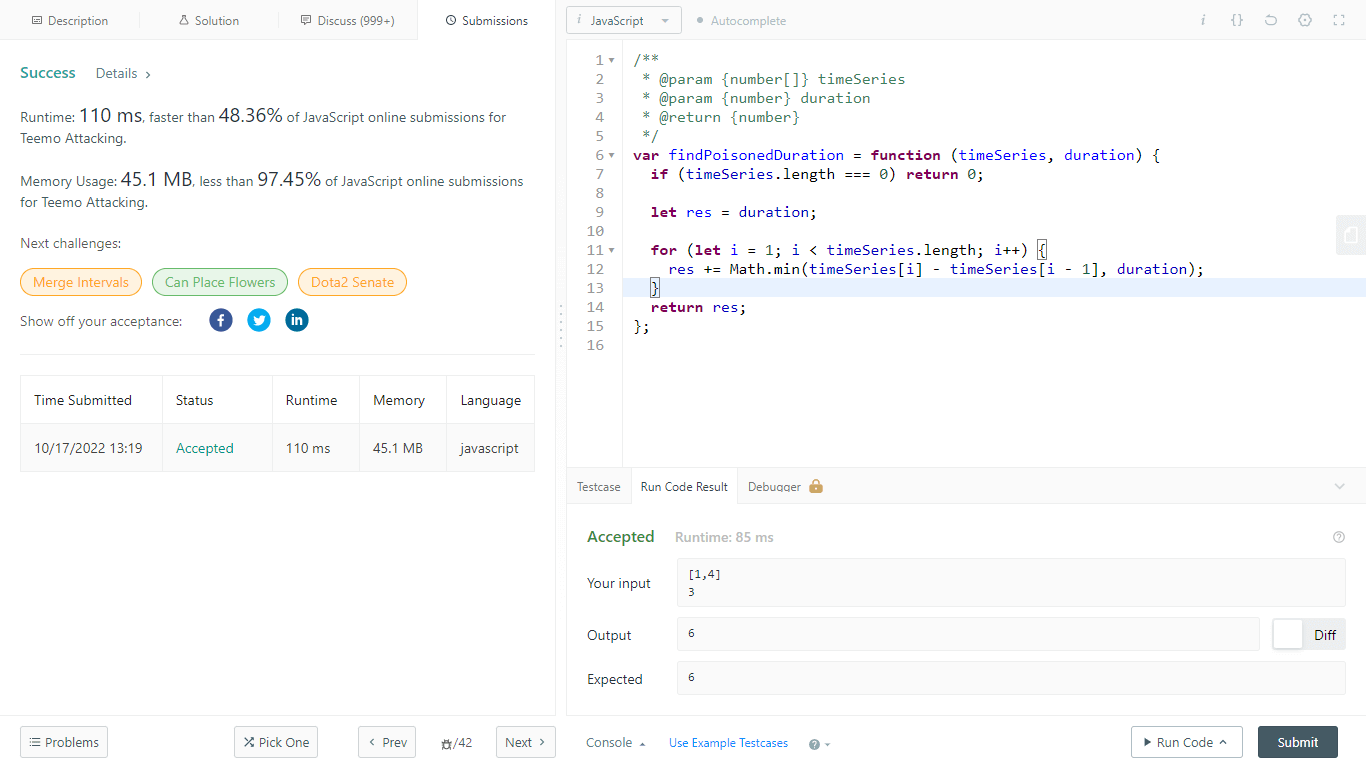 Description
Solution
Discuss (999+)
Submissions
Success Details
Runtime: 110 ms, faster than 48.36% of JavaScript online submissions for
Teemo Attacking.
Memory Usage: 45.1 MB, less than 97.45% of JavaScript online submissions
for Teemo Attacking.
Next challenges:
Merge Intervals Can Place Flowers Dota2 Senate
Show off your acceptance:
Time Submitted Status Runtime Memory Language
10/17/2022 13:19 Accepted 110 ms 45.1 MB javascript
Problems
Pick One
Prev
/42
Next
i JavaScript
Autocomplete
i {}
1 /**
2 * @param {number[]} timeSeries
3 * @param {number} duration
4 * @return {number}
5 */
6 var findPoisonedDuration = function (timeSeries, duration) {
7 if (timeSeries.length === 0) return 0;
8
9 let res = duration;
10
11 for (let i = 1; i < timeSeries.length; i++) {
12 res += Math.min(timeSeries[i] - timeSeries[i - 1], duration);
13 }
14 return res;
15 };
16
Testcase Run Code Result Debugger
Accepted Runtime: 85 ms
Your input
[1,4]
3
Output
6
Diff
Expected
6
Console
Use Example Testcases
Run Code
Submit